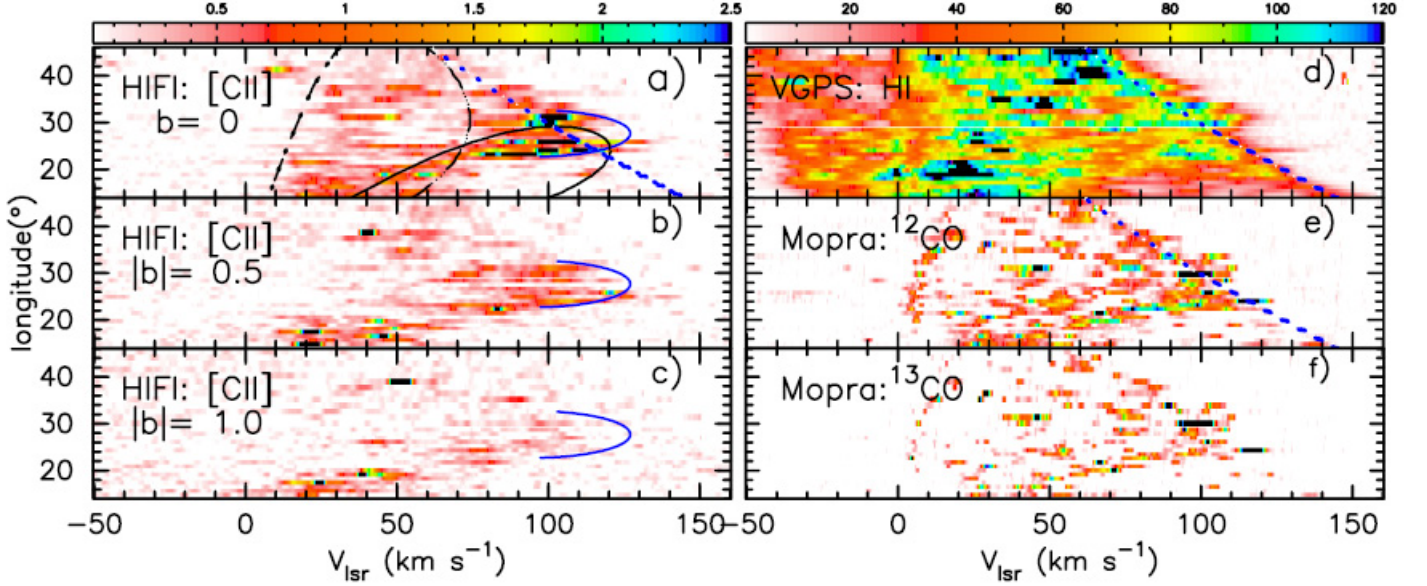 0.5 1 1.5 2 2.5
20 40 60 80 100 120
HIFI: [CII]
b= 0
a)
VGPS: HI
d)
40
30
20
HIFI: [CII]
|b|= 0.5
b)
Mopra: ¹²CO
e)
40
30
20
HIFI: [CII]
|b|= 1.0
c)
Mopra: ¹³CO
f)
40
30
20
longitude(°)
−50 0 50 100 150
−50 0 50 100 150
V_lsr (km s⁻¹)
V_lsr (km s⁻¹)